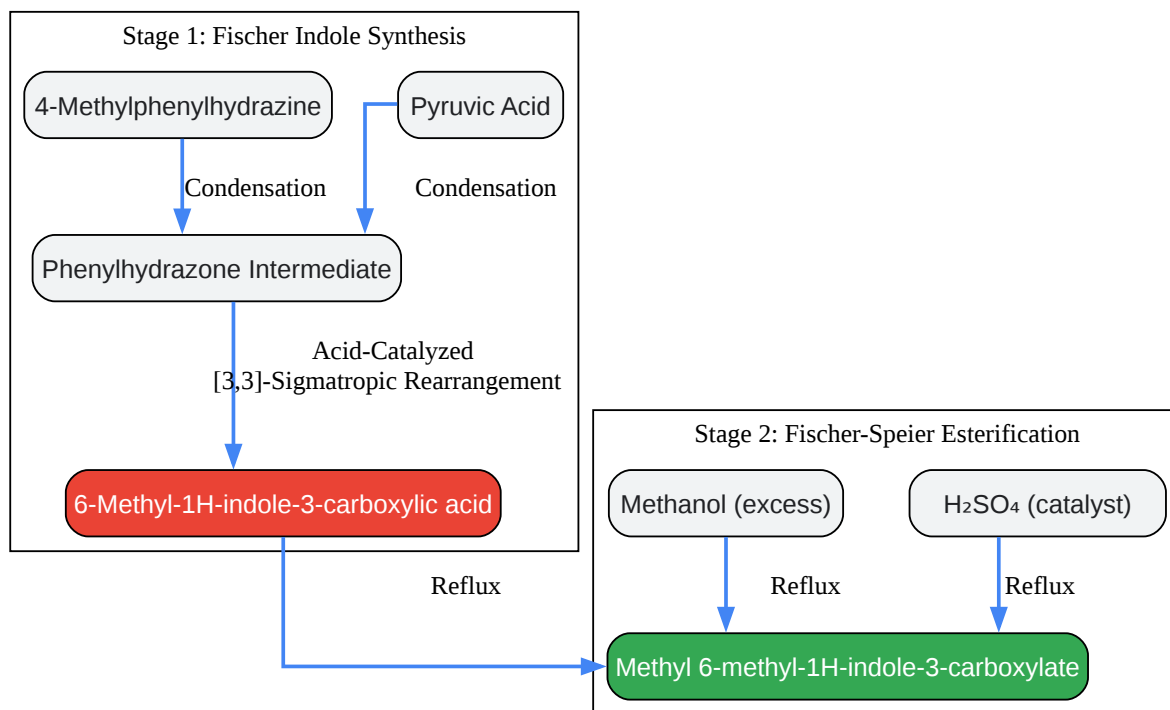 Stage 1: Fischer Indole Synthesis
4-Methylphenylhydrazine
Pyruvic Acid
Condensation
Condensation
Phenylhydrazone Intermediate
Acid-Catalyzed
[3,3]-Sigmatropic Rearrangement
6-Methyl-1H-indole-3-carboxylic acid
Reflux
Stage 2: Fischer-Speier Esterification
Methanol (excess)
H₂SO₄ (catalyst)
Reflux
Reflux
Methyl 6-methyl-1H-indole-3-carboxylate